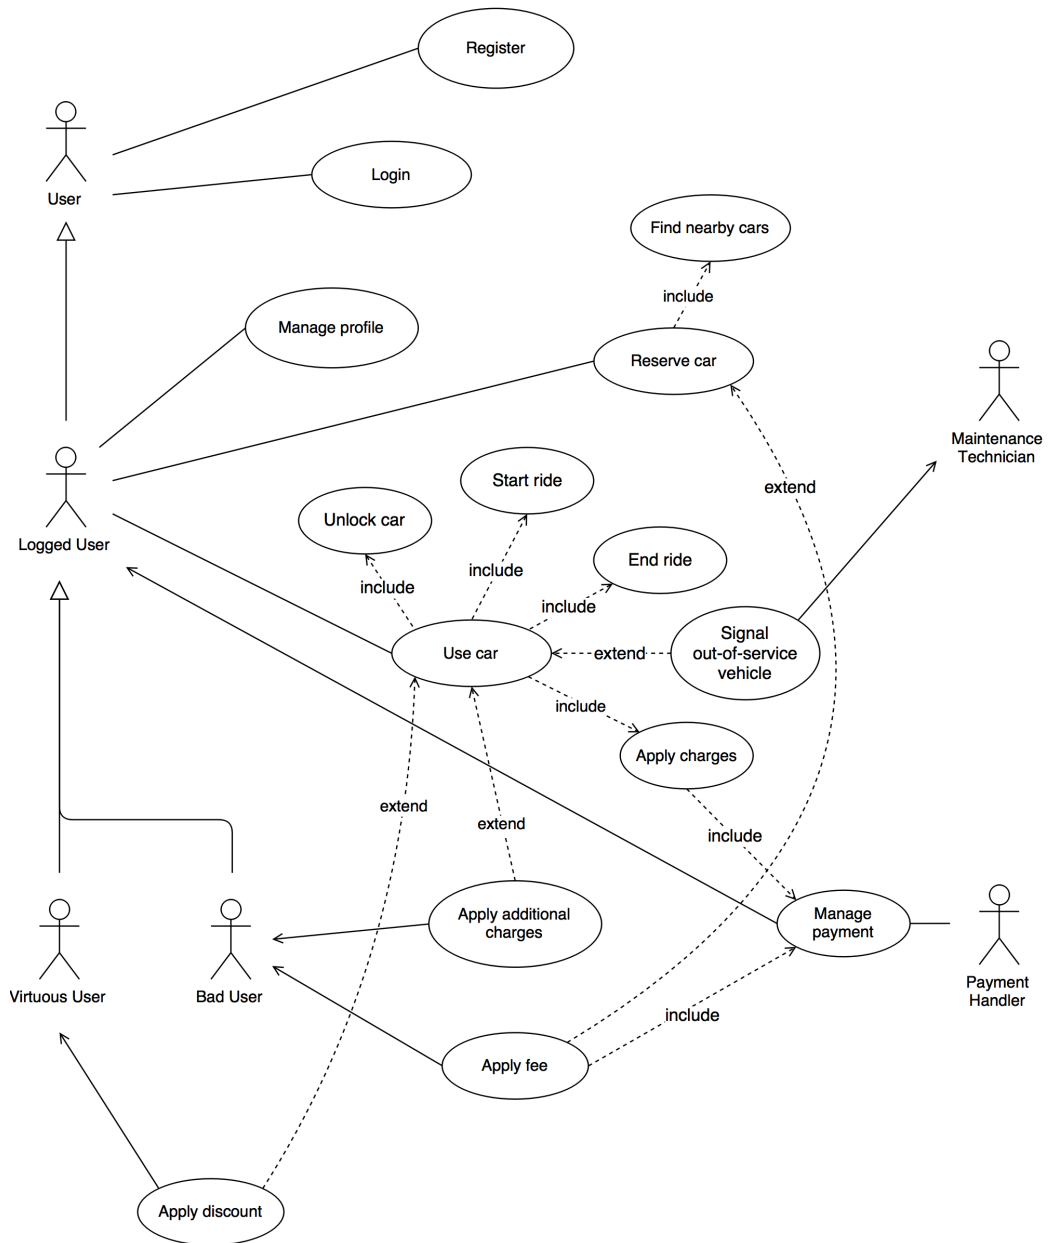 Register
User
Login
Find nearby cars
include
Manage profile
Reserve car
Maintenance
Technician
extend
Start ride
Unlock car
Logged User
include
End ride
include
include
Signal
out-of-service
vehicle
Use car
extend
include
Apply charges
extend
extend
include
Apply additional
charges
Manage
payment
Virtuous User
Bad User
Payment
Handler
include
Apply fee
Apply discount